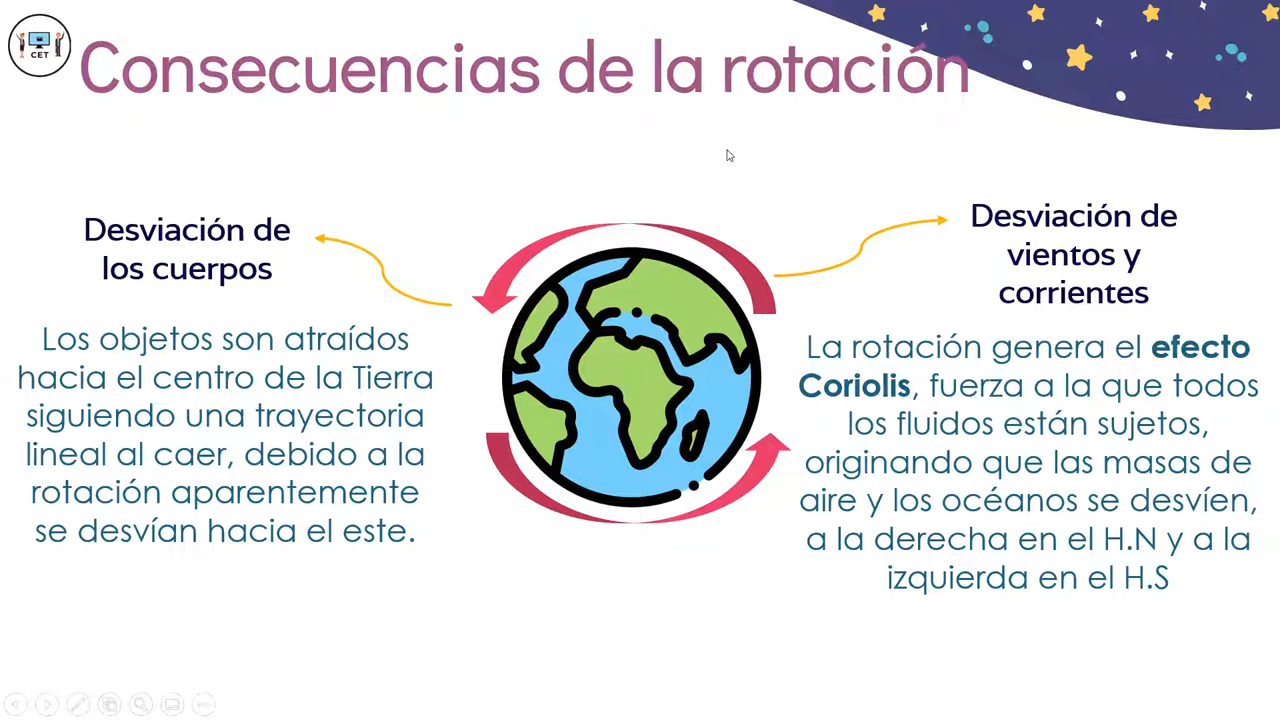 CET
Consecuencias de la rotación
Desviación de
los cuerpos
Los objetos son atraídos
hacia el centro de la Tierra
siguiendo una trayectoria
lineal al caer, debido a la
rotación aparentemente
se desvían hacia el este.
Desviación de
vientos y
corrientes
La rotación genera el efecto
Coriolis, fuerza a la que todos
los fluidos están sujetos,
originando que las masas de
aire y los océanos se desvíen,
a la derecha en el H.N y a la
izquierda en el H.S